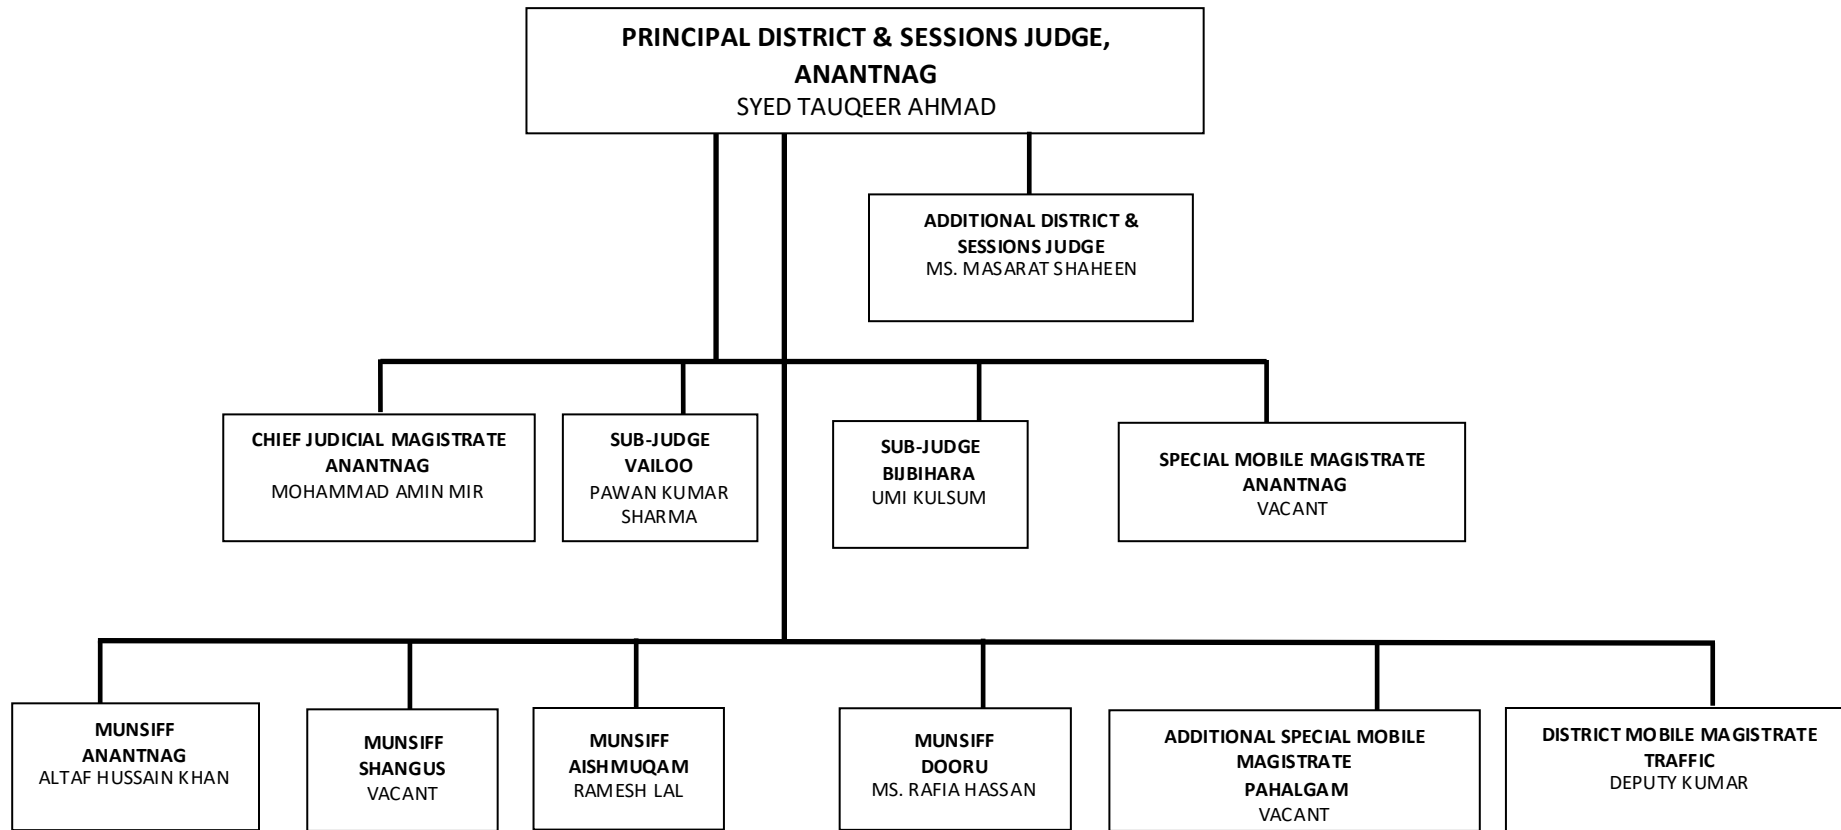 PRINCIPAL DISTRICT & SESSIONS JUDGE,
ANANTNAG
SYED TAUQEER AHMAD
ADDITIONAL DISTRICT &
SESSIONS JUDGE
MS. MASARAT SHAHEEN
CHIEF JUDICIAL MAGISTRATE
ANANTNAG
MOHAMMAD AMIN MIR
SUB-JUDGE
VAILOO
PAWAN KUMAR
SHARMA
SUB-JUDGE
BIJBIHARA
UMI KULSUM
SPECIAL MOBILE MAGISTRATE
ANANTNAG
VACANT
MUNSIFF
ANANTNAG
ALTAF HUSSAIN KHAN
MUNSIFF
SHANGUS
VACANT
MUNSIFF
AISHMUQAM
RAMESH LAL
MUNSIFF
DOORU
MS. RAFIA HASSAN
ADDITIONAL SPECIAL MOBILE
MAGISTRATE
PAHALGAM
VACANT
DISTRICT MOBILE MAGISTRATE
TRAFFIC
DEPUTY KUMAR